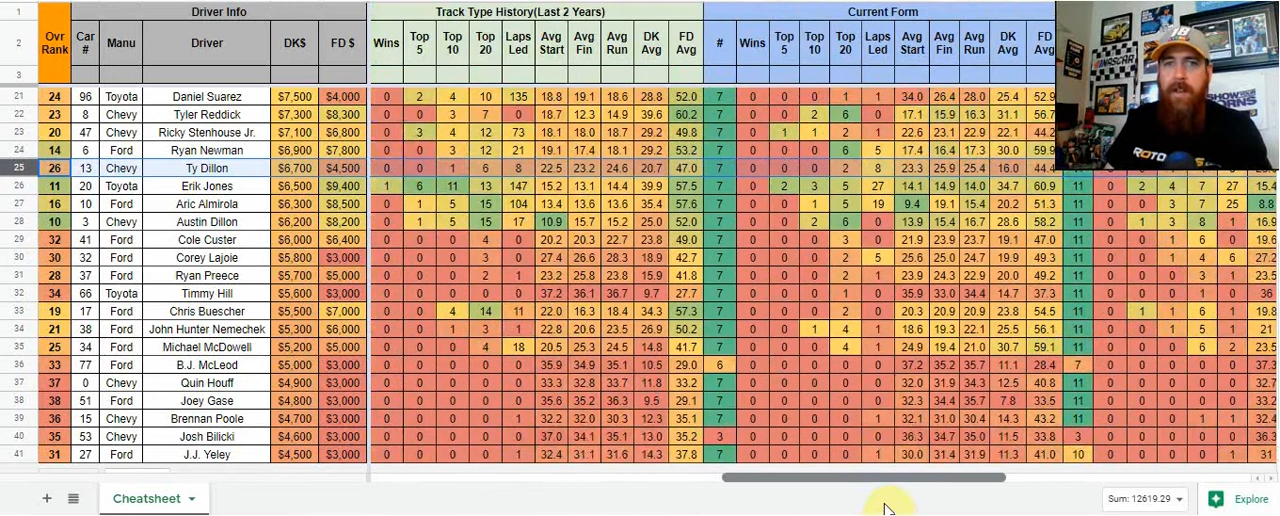 1 Driver Info Track Type History(Last 2 Years) Current Form
2 Ovr Rank Car # Manu Driver DK$ FD $ Wins Top 5 Top 10 Top 20 Laps Led Avg Start Avg Fin Avg Run DK Avg FD Avg # Wins Top 5 Top 10 Top 20 Laps Led Avg Start Avg Fin Avg Run DK Avg FD Avg
3
21 24 96 Toyota Daniel Suarez $7,500 $4,000 0 2 4 10 135 18.8 19.1 18.6 28.8 52.0 7 0 0 0 1 1 34.0 26.4 28.0 25.4 52.9
22 23 8 Chevy Tyler Reddick $7,300 $8,300 0 0 3 7 0 18.7 12.3 14.9 39.6 60.2 7 0 0 2 6 0 17.1 15.9 16.3 31.1 56.7
23 20 47 Chevy Ricky Stenhouse Jr. $7,100 $6,800 0 3 4 12 73 18.1 18.0 18.7 29.2 49.8 7 0 1 1 2 1 22.6 23.1 22.9 22.1 44.2
24 14 6 Ford Ryan Newman $6,900 $7,800 0 0 3 12 21 19.1 17.4 18.1 29.2 53.2 7 0 0 0 6 5 17.4 16.3 17.3 30.0 59.9
25 26 13 Chevy Ty Dillon $6,700 $4,500 0 0 1 6 8 22.5 23.2 24.6 20.7 47.0 7 0 0 0 2 8 23.3 25.9 25.4 16.0 44.4
26 11 20 Toyota Erik Jones $6,500 $9,400 1 6 11 13 147 15.2 13.1 14.4 39.9 57.5 7 0 2 3 5 27 14.1 14.9 14.0 34.7 60.9 11 0 2 4 7 27 15.4
27 16 10 Ford Aric Almirola $6,300 $8,500 0 1 5 15 104 13.4 13.6 13.6 35.4 57.6 7 0 0 1 5 19 9.4 19.1 15.4 13.2 51.3 11 0 0 3 7 25 8.8
28 10 3 Chevy Austin Dillon $6,200 $8,200 0 1 5 15 17 10.9 15.7 15.2 25.0 52.0 7 0 0 2 6 0 13.9 17.4 16.7 28.6 58.2 11 0 1 3 8 1 16.9
29 32 41 Ford Cole Custer $6,000 $6,400 0 0 0 4 0 20.2 20.3 22.7 23.8 49.0 7 0 0 0 3 0 21.9 23.9 23.9 19.1 47.0 11 0 0 1 6 0 19.6
30 30 32 Ford Corey Lajoie $5,800 $3,000 0 0 0 3 0 27.4 26.6 28.3 18.9 42.7 7 0 0 0 1 5 25.6 25.0 24.7 25.2 49.3 11 0 0 1 4 6 27.2
31 28 37 Ford Ryan Preece $5,700 $5,000 0 0 0 2 1 23.2 25.8 23.8 15.9 41.8 7 0 0 0 2 1 23.9 24.3 22.9 20.0 49.2 11 0 0 0 3 1 23.5
32 34 66 Toyota Timmy Hill $5,600 $3,000 0 0 0 0 0 37.2 36.1 36.7 9.7 27.7 7 0 0 0 1 0 35.9 33.0 34.4 14.7 37.3 11 0 0 0 1 0 36
33 19 17 Ford Chris Buescher $5,500 $7,000 0 0 4 14 11 22.0 16.3 18.4 34.3 57.3 7 0 0 0 2 0 20.3 20.9 20.9 23.8 54.5 11 0 1 1 6 1 19.8
34 21 38 Ford John Hunter Nemechek $5,300 $6,000 0 0 1 3 1 22.8 20.6 23.5 26.9 50.2 7 0 0 1 4 1 18.6 19.3 22.1 25.5 56.1 11 0 0 1 5 1 21
35 25 34 Ford Michael McDowell $5,200 $5,000 0 0 0 4 18 20.5 25.3 24.5 14.8 41.7 7 0 0 0 4 1 24.9 19.4 21.0 30.7 59.1 11 0 0 0 6 2 23.5
36 33 77 Ford B.J. McLeod $5,000 $3,000 0 0 0 0 0 35.9 34.9 35.1 10.5 29.0 6 0 0 0 0 0 37.2 35.2 35.7 11.1 28.4 7 0 0 0 0 0 37.3
37 37 0 Chevy Quin Houff $4,900 $3,000 0 0 0 0 0 33.3 32.8 33.7 11.8 33.2 7 0 0 0 0 0 32.0 31.9 34.3 12.5 40.8 11 0 0 0 0 0 32.7
38 38 51 Ford Joey Gase $4,800 $3,000 0 0 0 0 0 35.6 35.2 36.3 9.5 29.1 7 0 0 0 0 0 32.3 34.4 35.7 7.8 33.5 11 0 0 0 0 0 33.2
39 36 15 Chevy Brennan Poole $4,700 $3,000 0 0 0 0 0 32.2 32.0 30.3 12.3 35.1 7 0 0 0 0 1 32.1 31.0 30.4 14.3 43.2 11 0 0 0 1 1 32.4
40 35 53 Chevy Josh Bilicki $4,600 $3,000 0 0 0 0 0 37.0 34.1 34.1 13.0 35.2 3 0 0 0 0 0 36.3 34.7 35.0 11.5 33.8 3 0 0 0 0 0 36.3
41 31 27 Ford J.J. Yeley $4,500 $3,000 0 0 0 0 1 32.4 31.1 31.6 14.3 37.8 7 0 0 0 0 1 30.0 31.4 31.9 11.3 41.0 10 0 0 0 0 1 31
Cheatsheet
Sum: 12619.29
Explore